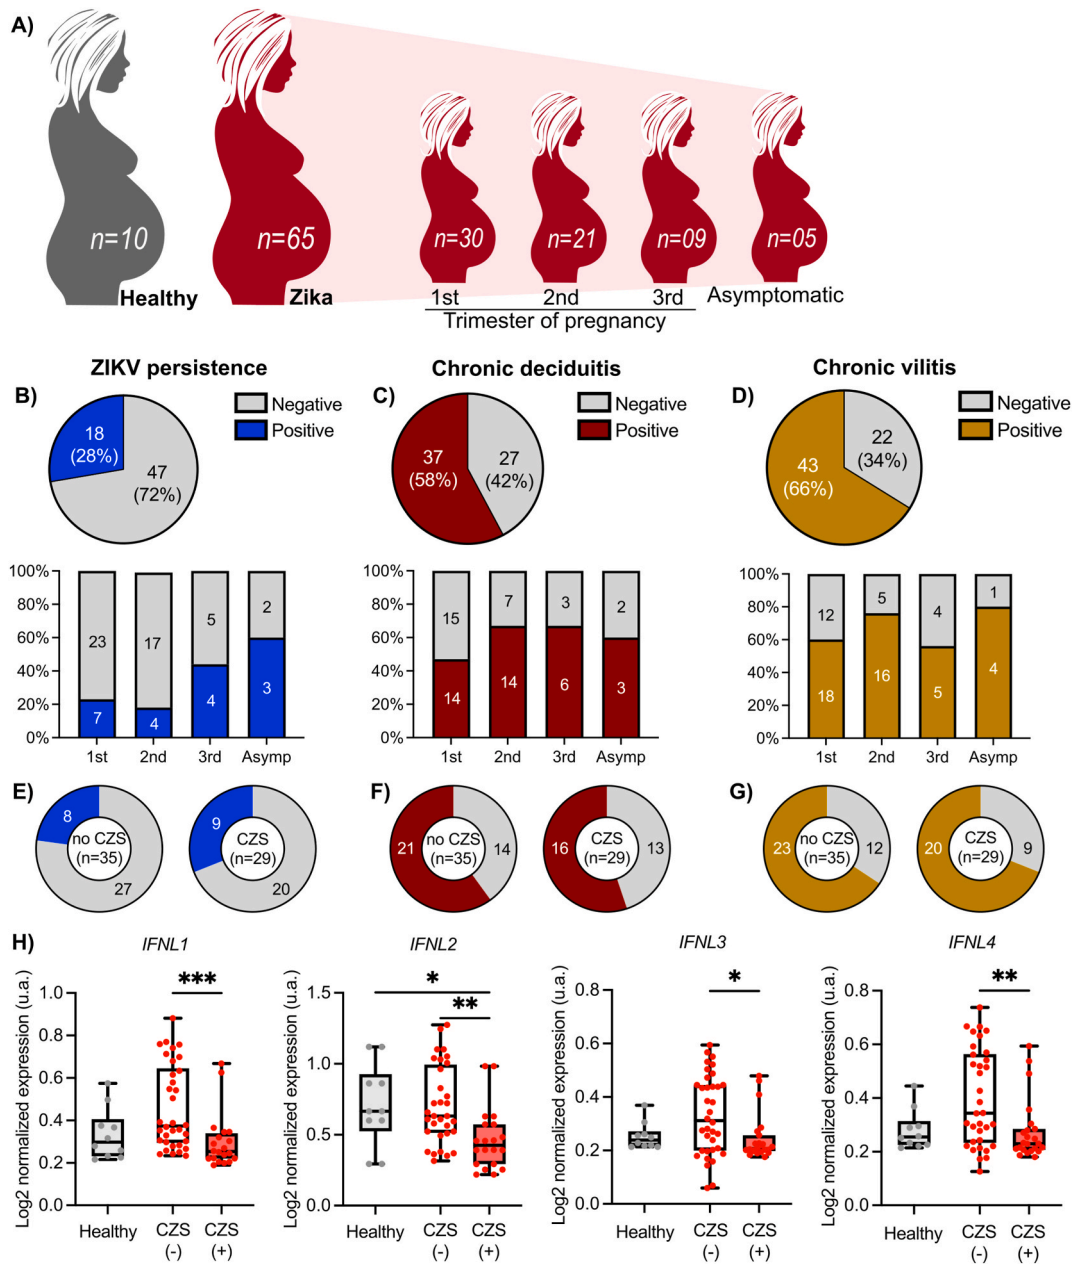 A)
n=10
n=65
n=30
n=21
n=09
n=05
Healthy
Zika
1st
2nd
3rd
Asymptomatic
Trimester of pregnancy
ZIKV persistence
Chronic deciduitis
Chronic vilitis
B)
18
(28%)
47
(72%)
Negative
Positive
C)
37
(58%)
27
(42%)
Negative
Positive
D)
43
(66%)
22
(34%)
Negative
Positive
100%
80%
60%
40%
20%
0%
23
7
17
4
5
4
2
3
1st
2nd
3rd
Asymp
100%
80%
60%
40%
20%
0%
15
14
7
14
3
6
2
3
1st
2nd
3rd
Asymp
100%
80%
60%
40%
20%
0%
12
18
5
16
4
5
1
4
1st
2nd
3rd
Asymp
E)
8
no CZS
(n=35)
27
9
CZS
(n=29)
20
F)
21
no CZS
(n=35)
14
16
CZS
(n=29)
13
G)
23
no CZS
(n=35)
12
20
CZS
(n=29)
9
H)
IFNL1
Log2 normalized expression (u.a.)
1.0
0.8
0.6
0.4
0.2
0.0
***
Healthy
CZS
(-)
CZS
(+)
IFNL2
Log2 normalized expression (u.a.)
1.5
1.0
0.5
0.0
*
**
Healthy
CZS
(-)
CZS
(+)
IFNL3
Log2 normalized expression (u.a.)
0.8
0.6
0.4
0.2
0.0
*
Healthy
CZS
(-)
CZS
(+)
IFNL4
Log2 normalized expression (u.a.)
0.8
0.6
0.4
0.2
0.0
**
Healthy
CZS
(-)
CZS
(+)